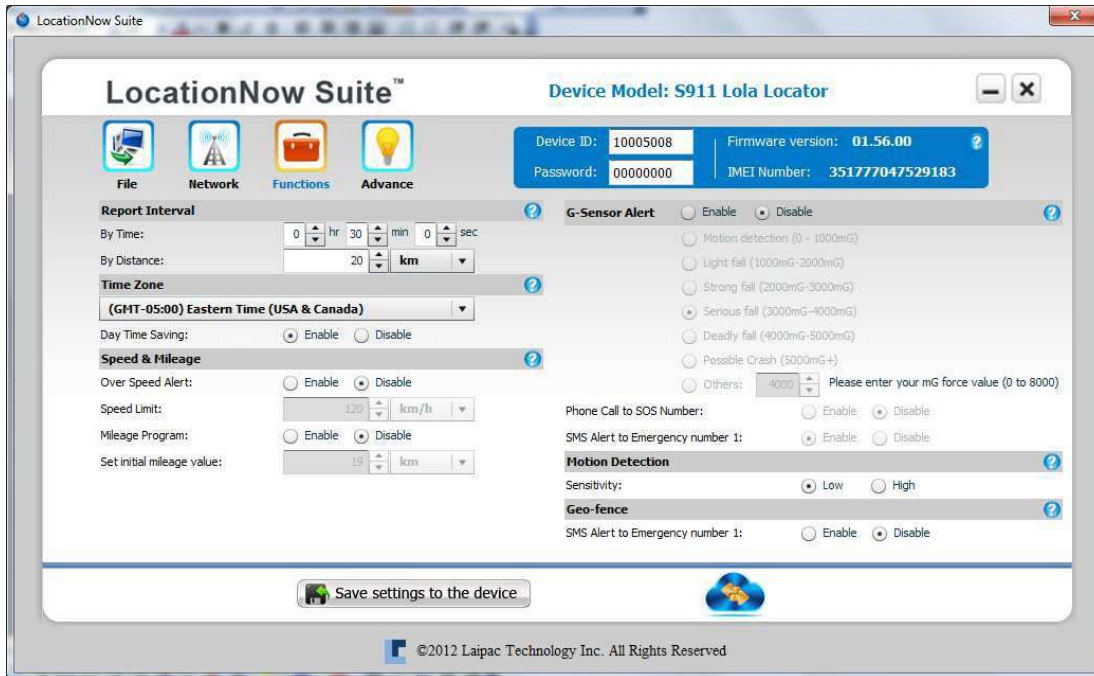 LocationNow Suite
LocationNow Suite™
Device Model: S911 Lola Locator
File
Network
Functions
Advance
Device ID: 10005008
Firmware version: 01.56.00
Password: 00000000
IMEI Number: 351777047529183
Report Interval
By Time: 0 hr 30 min 0 sec
By Distance: 20 km
Time Zone
(GMT-05:00) Eastern Time (USA & Canada)
Day Time Saving: Enable Disable
Speed & Mileage
Over Speed Alert: Enable Disable
Speed Limit: 120 km/h
Mileage Program: Enable Disable
Set initial mileage value: 19 km
G-Sensor Alert Enable Disable
Motion detection (0 - 1000mG)
Light fall (1000mG-2000mG)
Strong fall (2000mG-3000mG)
Serious fall (3000mG-4000mG)
Deadly fall (4000mG-5000mG)
Possible Crash (5000mG+)
Others: 4000 Please enter your mG force value (0 to 8000)
Phone Call to SOS Number: Enable Disable
SMS Alert to Emergency number 1: Enable Disable
Motion Detection
Sensitivity: Low High
Geo-fence
SMS Alert to Emergency number 1: Enable Disable
Save settings to the device
©2012 Laipac Technology Inc. All Rights Reserved